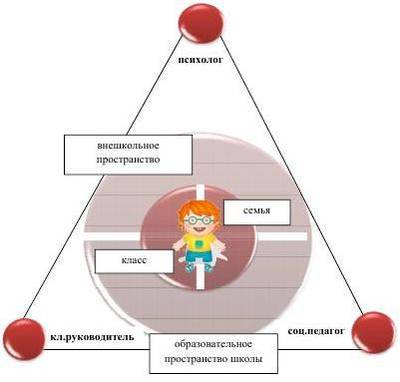 психолог
внешкольное
пространство
семья
класс
кл.руководитель
соц.педагог
образовательное
пространство школы